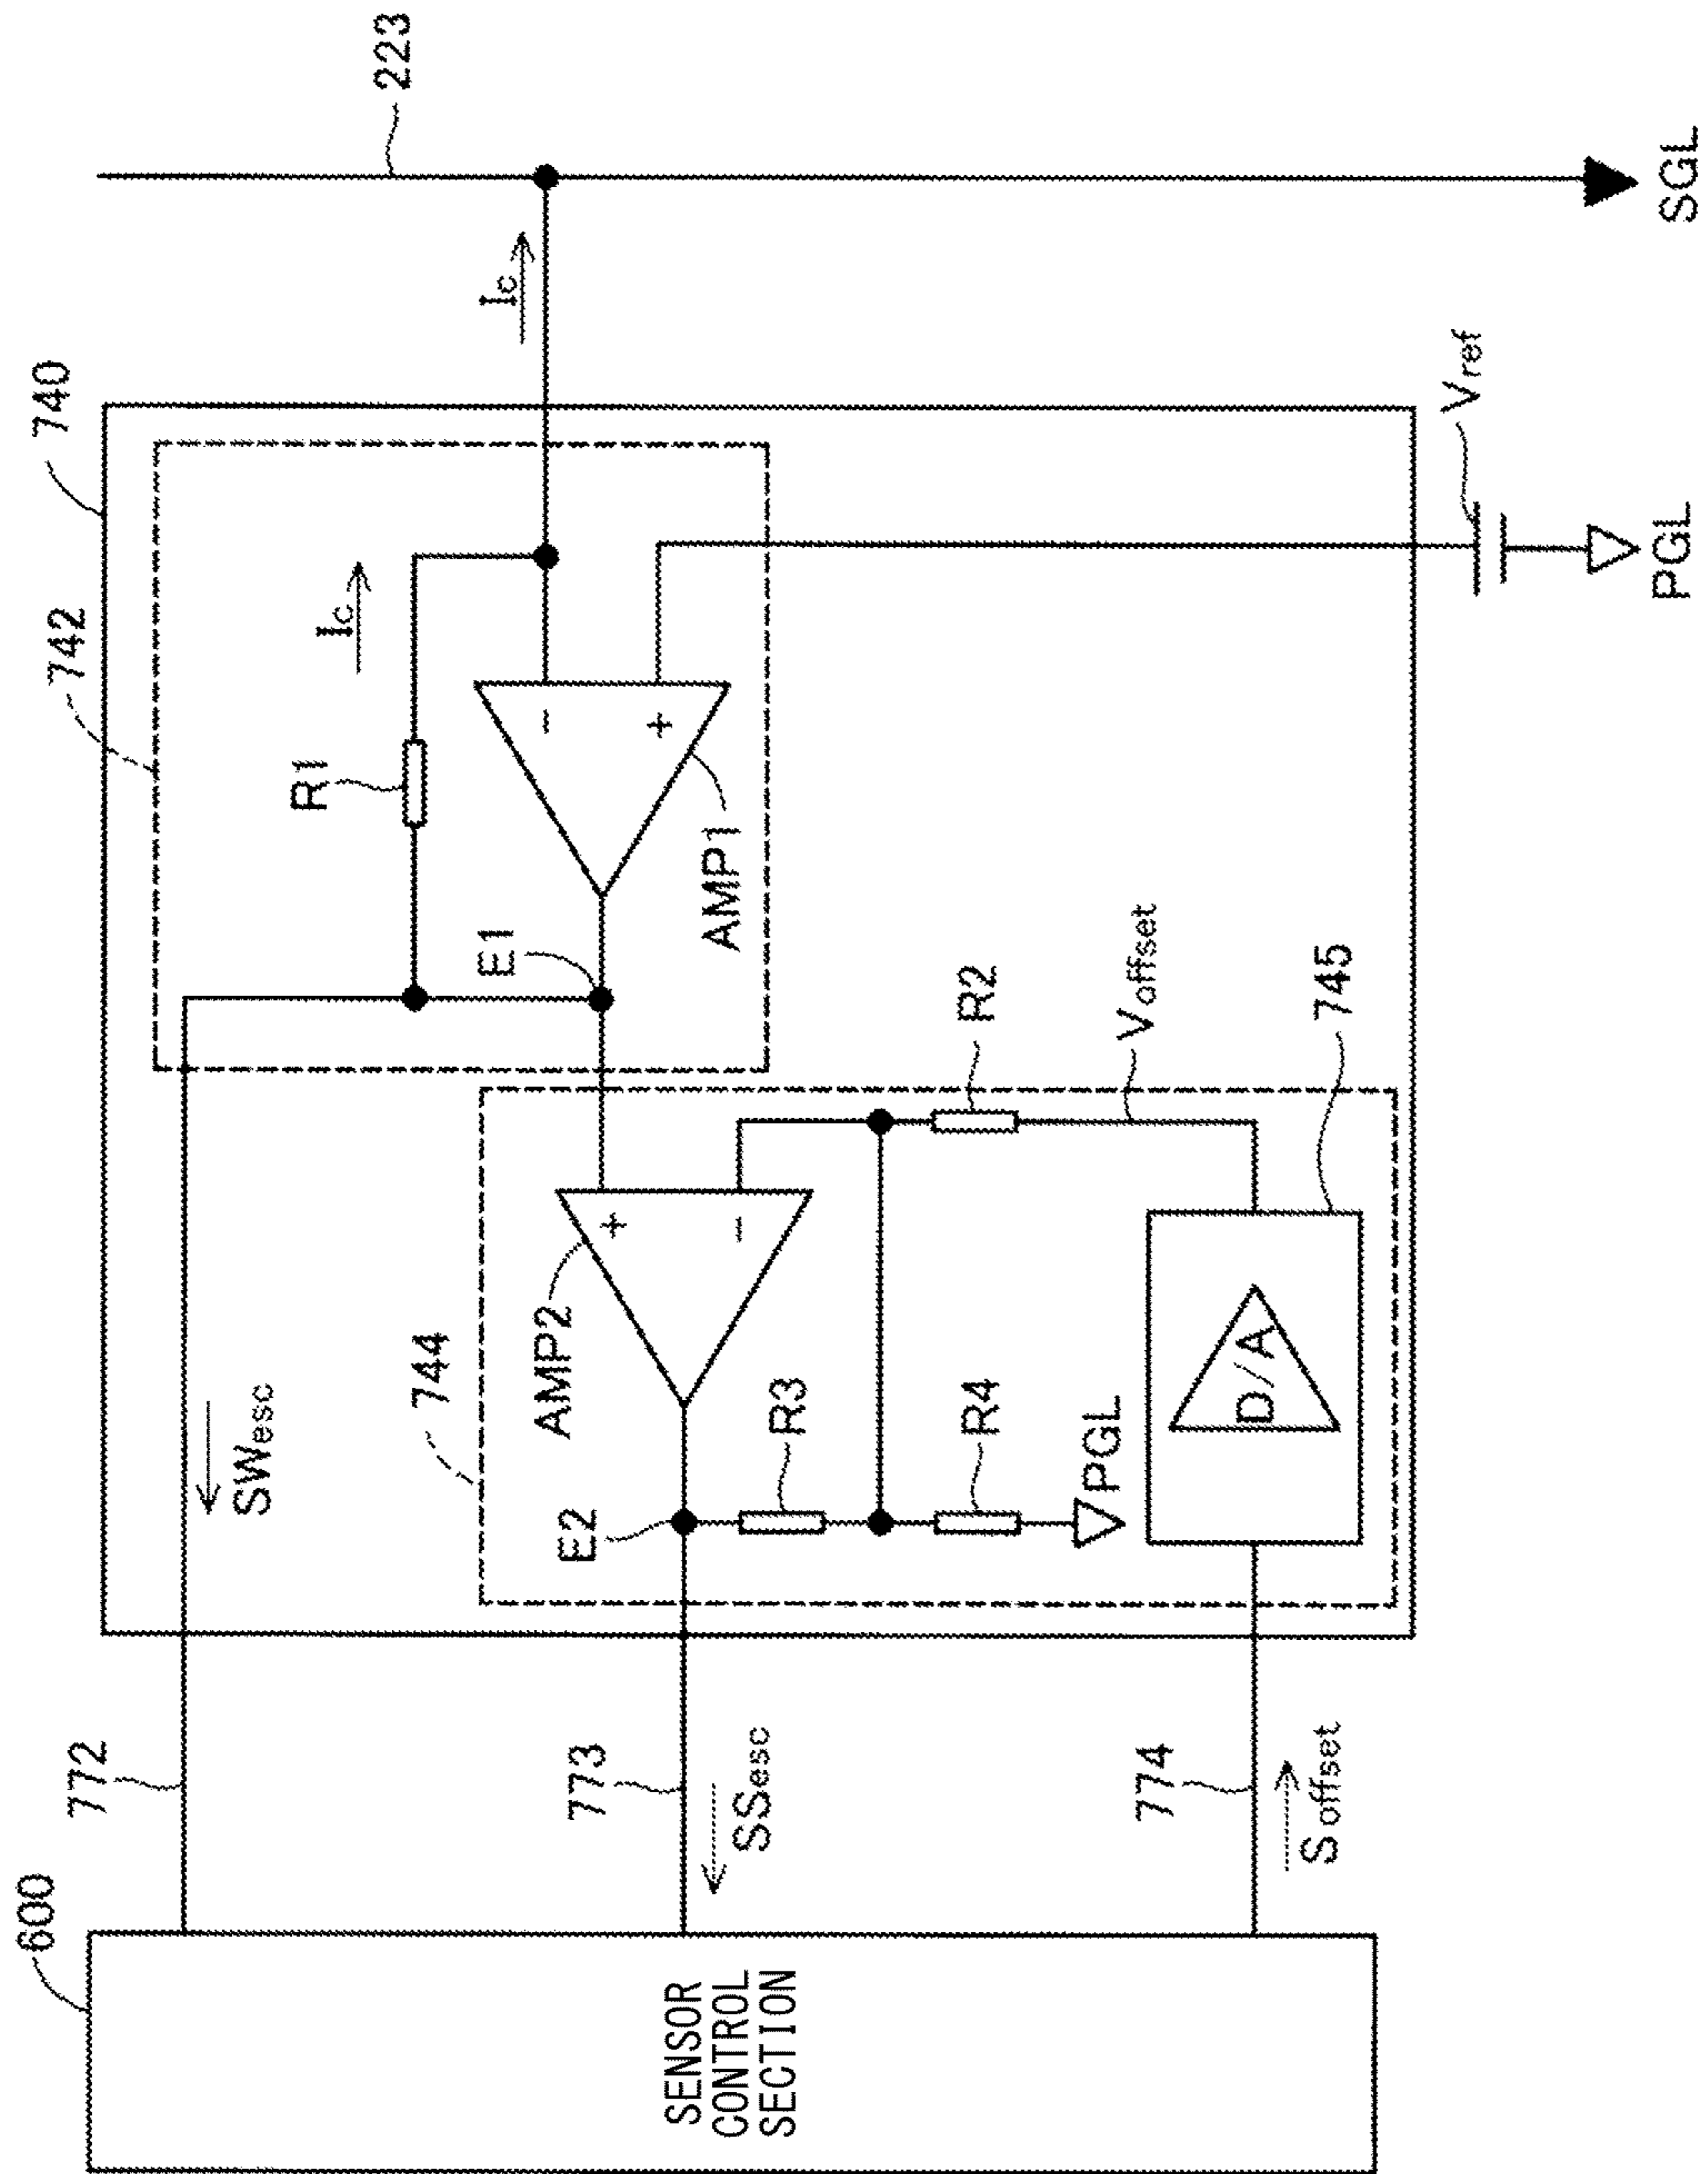 600
SENSOR
CONTROL
SECTION
772
773
SSesc
774
Soffset
SWesc
740
742
744
E2
AMP2
R3
R4
PGL
D/A
745
Voffset
R2
E1
R1
AMP1
+
−
−
+
Ic
Ic
223
Vref
PGL
SGL